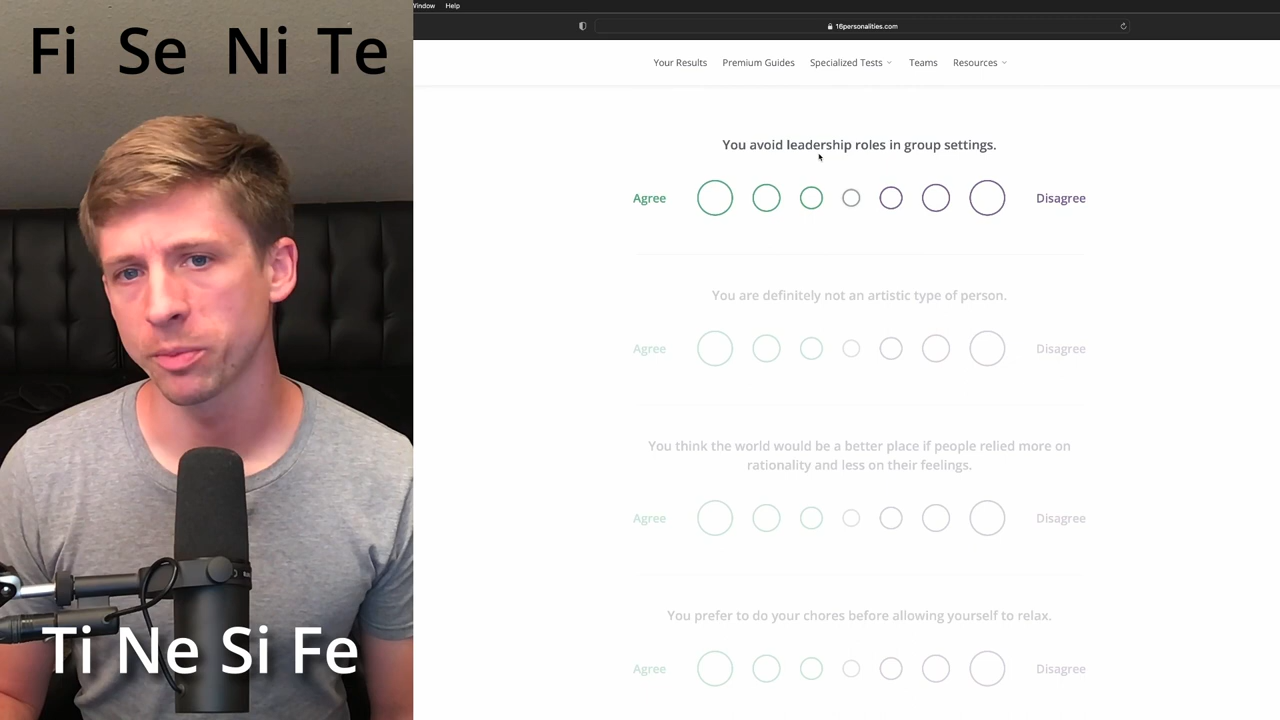 Fi Se Ni Te
Ti Ne Si Fe
Window Help
16personalities.com
Your Results Premium Guides Specialized Tests Teams Resources
You avoid leadership roles in group settings.
Agree Disagree
You are definitely not an artistic type of person.
Agree Disagree
You think the world would be a better place if people relied more on
rationality and less on their feelings.
Agree Disagree
You prefer to do your chores before allowing yourself to relax.
Agree Disagree